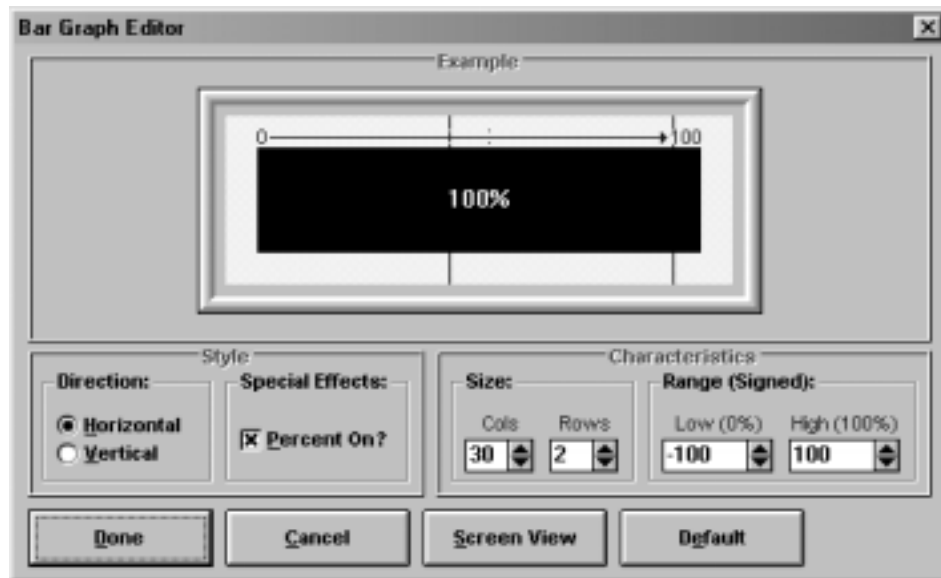 Bar Graph Editor
Example
0 100
100%
Style
Direction:
Horizontal
Vertical
Special Effects:
Percent On?
Characteristics
Size:
Cols Rows
30 2
Range (Signed):
Low (0%) High (100%)
-100 100
Done Cancel Screen View Default